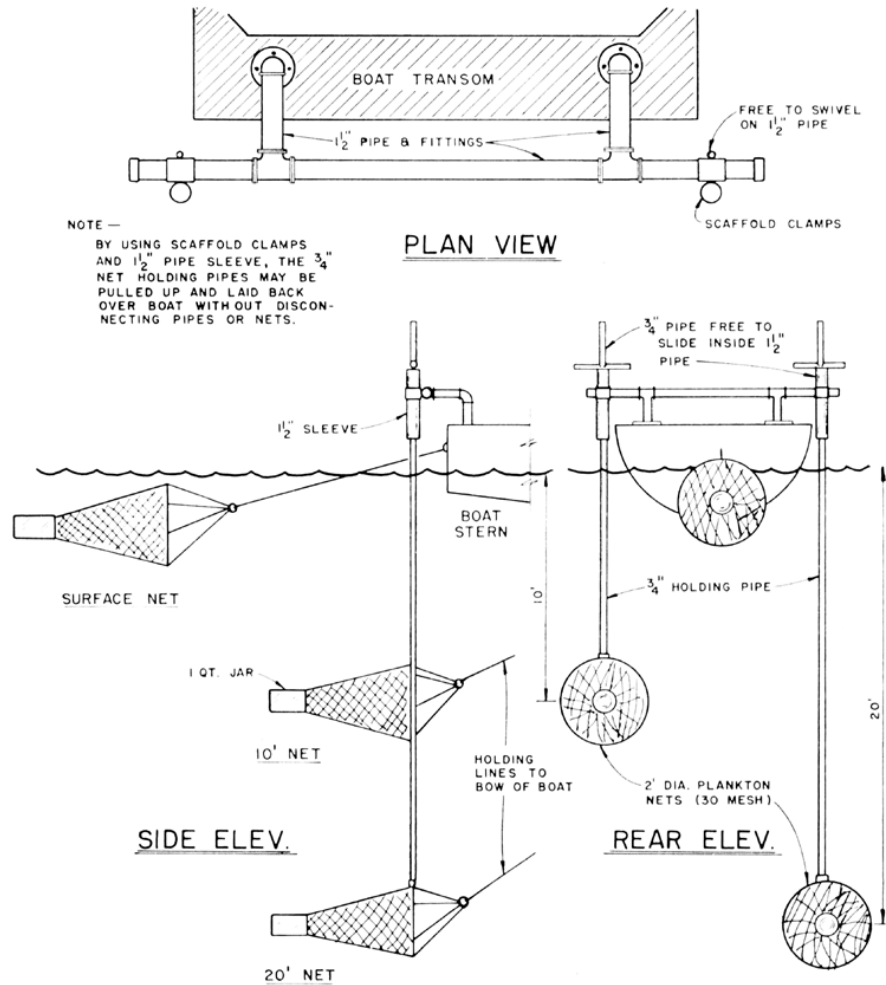 BOAT TRANSOM
FREE TO SWIVEL
ON 1½" PIPE
1½" PIPE & FITTINGS
SCAFFOLD CLAMPS
NOTE —
BY USING SCAFFOLD CLAMPS
AND 1½" PIPE SLEEVE, THE ¾"
NET HOLDING PIPES MAY BE
PULLED UP AND LAID BACK
OVER BOAT WITHOUT DISCON-
NECTING PIPES OR NETS.
PLAN VIEW
¾" PIPE FREE TO
SLIDE INSIDE 1½"
PIPE
1½" SLEEVE
BOAT
STERN
SURFACE NET
10'
¾" HOLDING PIPE
1 QT. JAR
20'
10' NET
HOLDING
LINES TO
BOW OF BOAT
2' DIA. PLANKTON
NETS (30 MESH)
SIDE ELEV.
REAR ELEV.
20' NET